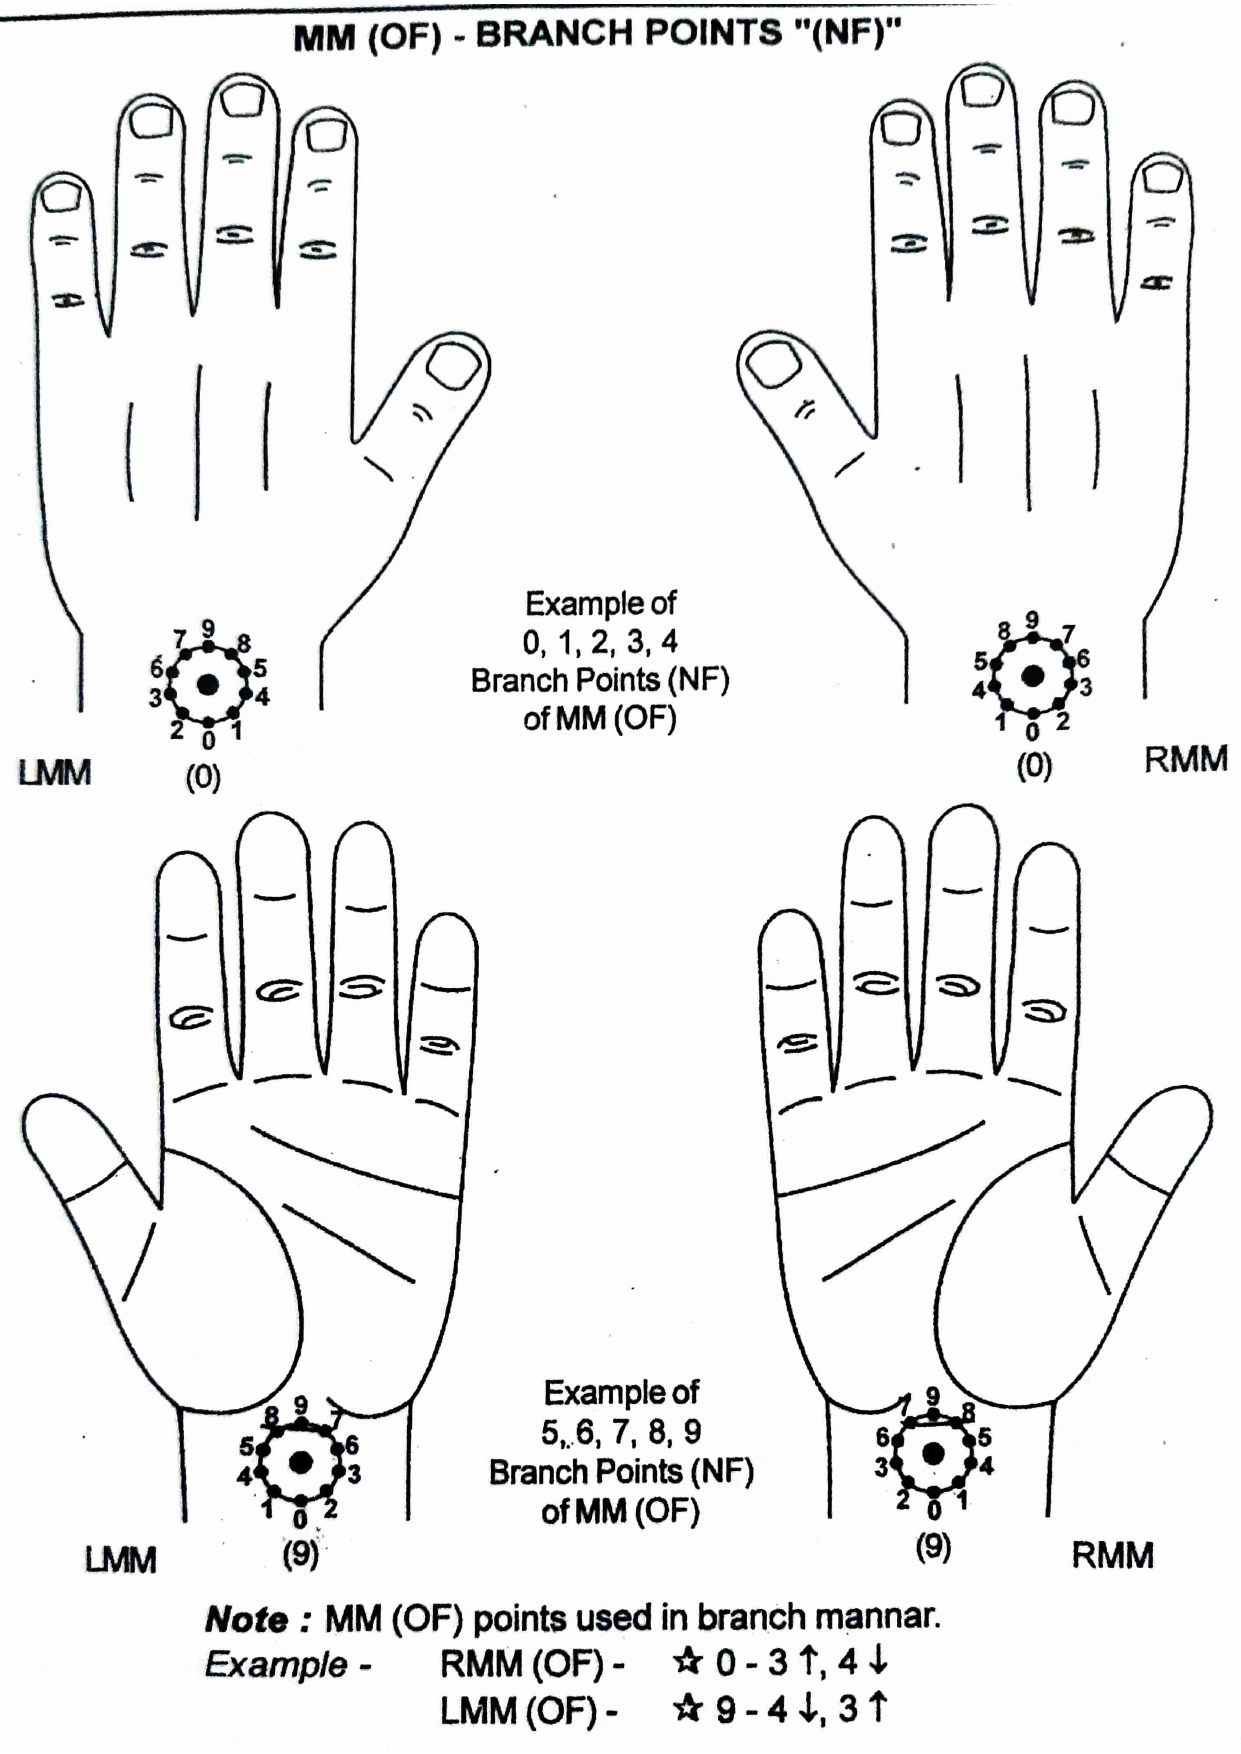 MM (OF) - BRANCH POINTS "(NF)"
9
7 8
6 5
3 4
2 1
0
LMM (0)
Example of
0, 1, 2, 3, 4
Branch Points (NF)
of MM (OF)
9
8 7
5 6
4 3
1 2
0
(0) RMM
9
8 7
5 6
4 3
1 2
0
LMM (9)
Example of
5, 6, 7, 8, 9
Branch Points (NF)
of MM (OF)
9
7 8
6 5
3 4
2 1
0
(9) RMM
Note : MM (OF) points used in branch mannar.
Example - RMM (OF) - ☆ 0 - 3 ↑, 4 ↓
LMM (OF) - ☆ 9 - 4 ↓, 3 ↑